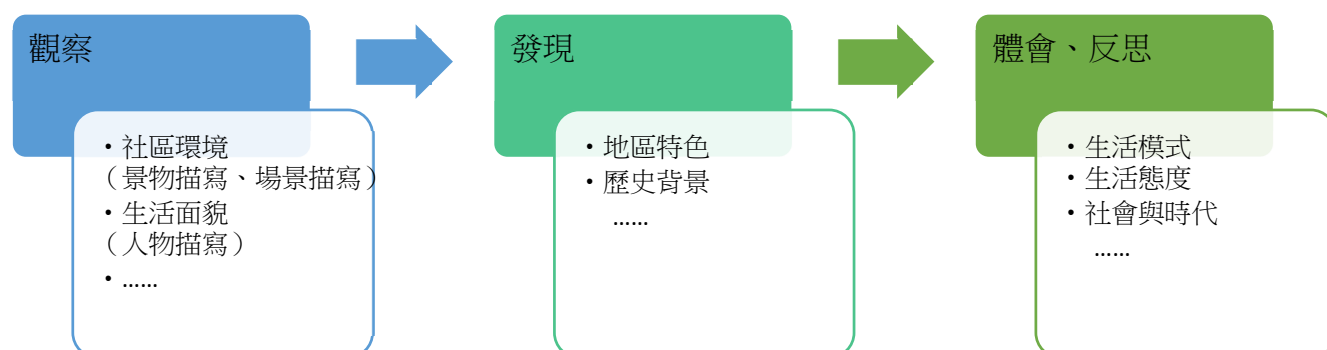 觀察
・社區環境
（景物描寫、場景描寫）
・生活面貌
（人物描寫）
・......
發現
・地區特色
・歷史背景
......
體會、反思
・生活模式
・生活態度
・社會與時代
......